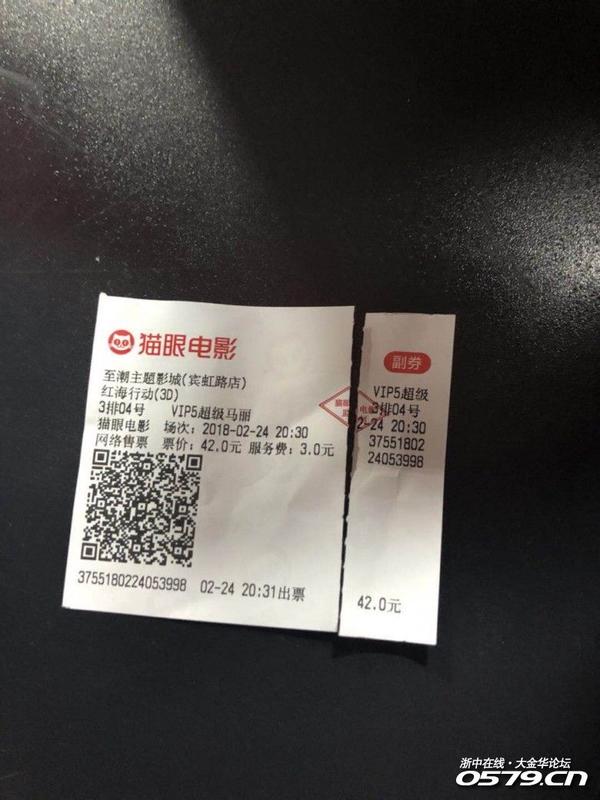 猫眼电影
至潮主题影城(宾虹路店)
红海行动(3D)
3排04号 VIP5超级马丽
猫眼电影 场次: 2018-02-24 20:30
网络售票 票价: 42.0元 服务费: 3.0元
3755180224053998 02-24 20:31出票
副券
VIP5超级
3排04号
2-24 20:30
37551802
24053998
42.0元
浙中在线·大金华论坛
0579.CN